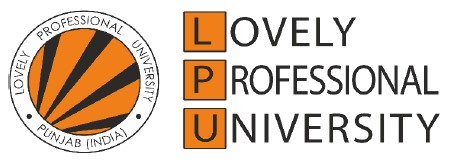 LOVELY PROFESSIONAL UNIVERSITY
• PUNJAB (INDIA) •
LOVELY
PROFESSIONAL
UNIVERSITY